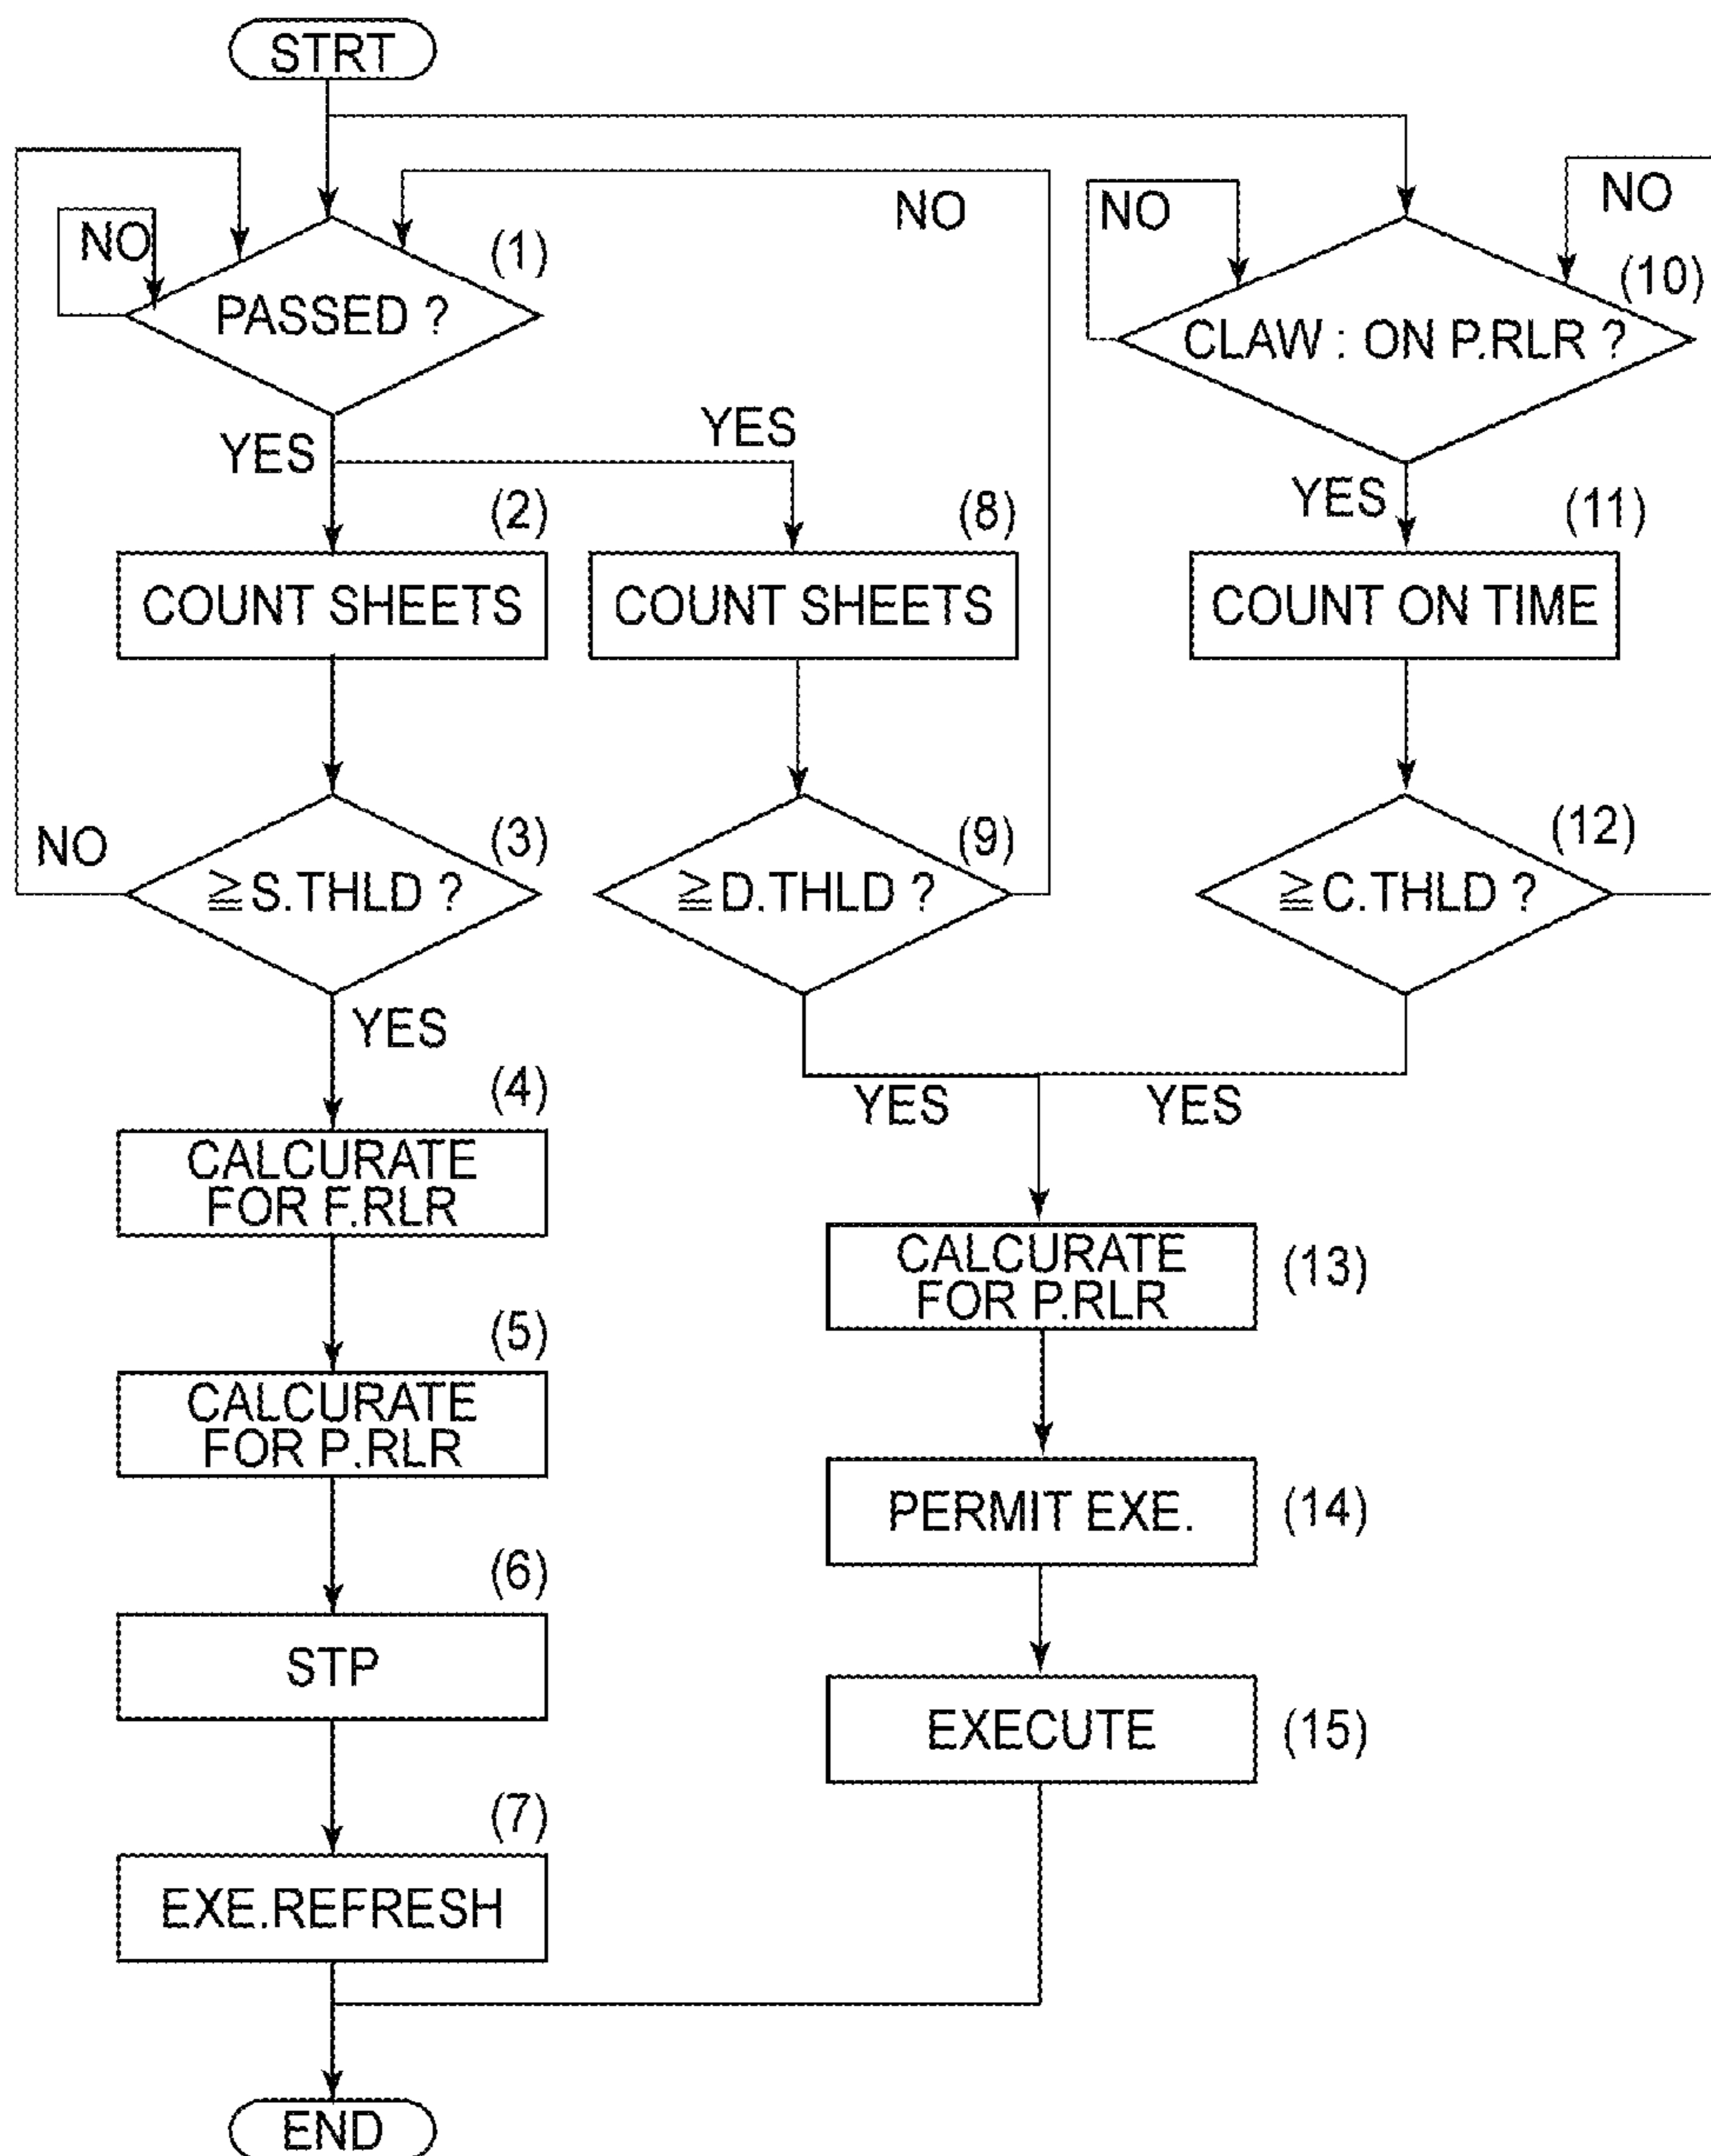 STRT
NO
NO
NO
NO
(1)
(10)
PASSED ?
CLAW : ON P.RLR ?
YES
YES
YES
(2)
(8)
(11)
COUNT SHEETS
COUNT SHEETS
COUNT ON TIME
NO
(3)
(9)
(12)
≧S.THLD ?
≧D.THLD ?
≧C.THLD ?
YES
YES
YES
(4)
CALCURATE
FOR F.RLR
CALCURATE
FOR P.RLR
(13)
(5)
CALCURATE
FOR P.RLR
PERMIT EXE.
(14)
(6)
STP
EXECUTE
(15)
(7)
EXE.REFRESH
END